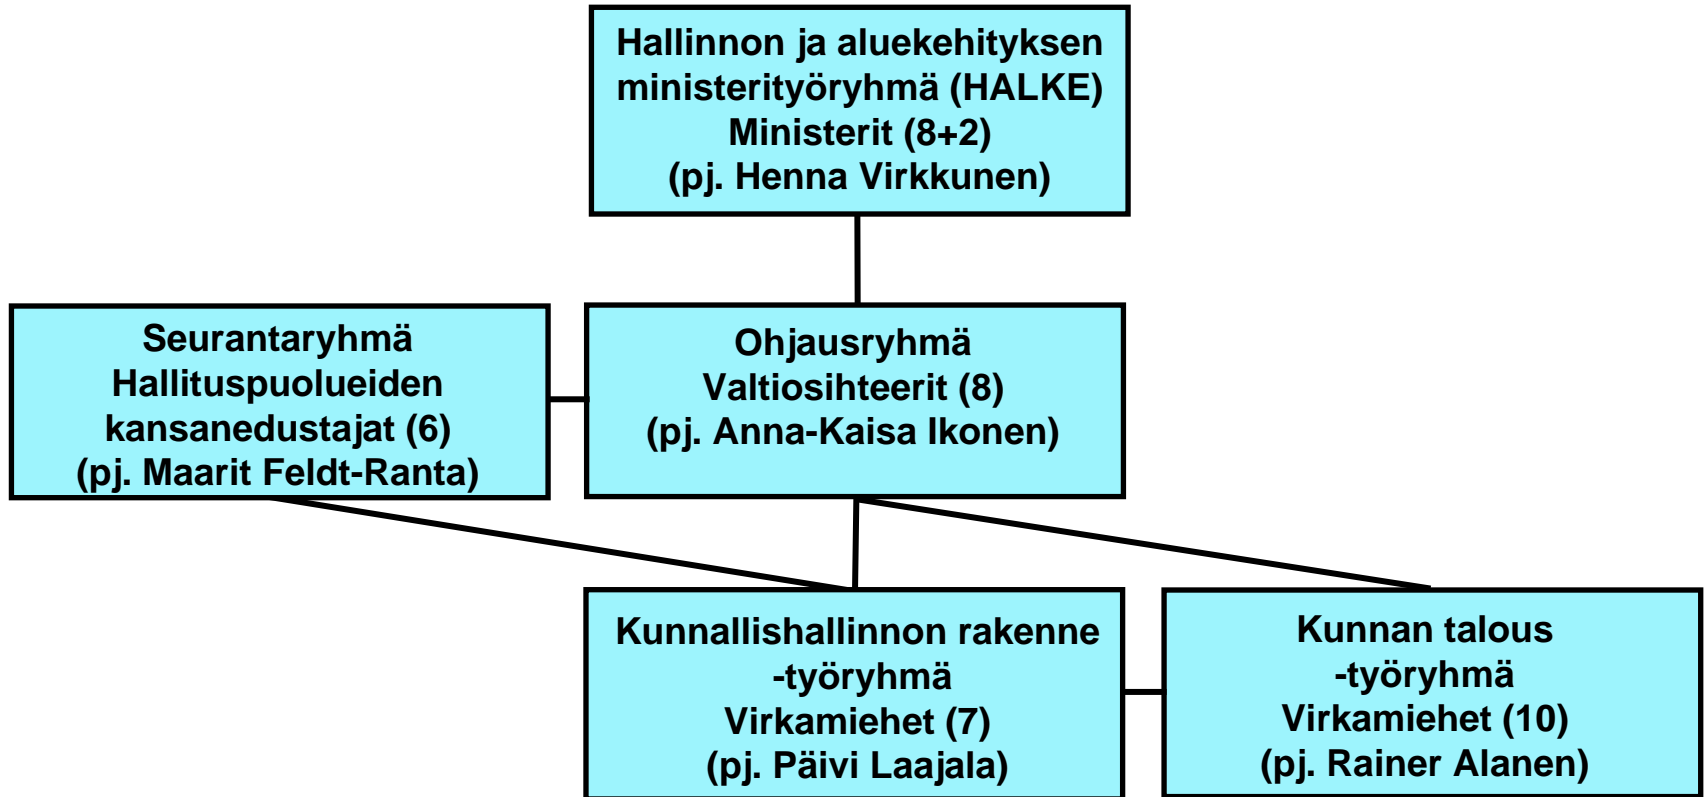 Hallinnon ja aluekehityksen
ministerityöryhmä (HALKE)
Ministerit (8+2)
(pj. Henna Virkkunen)
Seurantaryhmä
Hallituspuolueiden
kansanedustajat (6)
(pj. Maarit Feldt-Ranta)
Ohjausryhmä
Valtiosihteerit (8)
(pj. Anna-Kaisa Ikonen)
Kunnallishallinnon rakenne
-työryhmä
Virkamiehet (7)
(pj. Päivi Laajala)
Kunnan talous
-työryhmä
Virkamiehet (10)
(pj. Rainer Alanen)